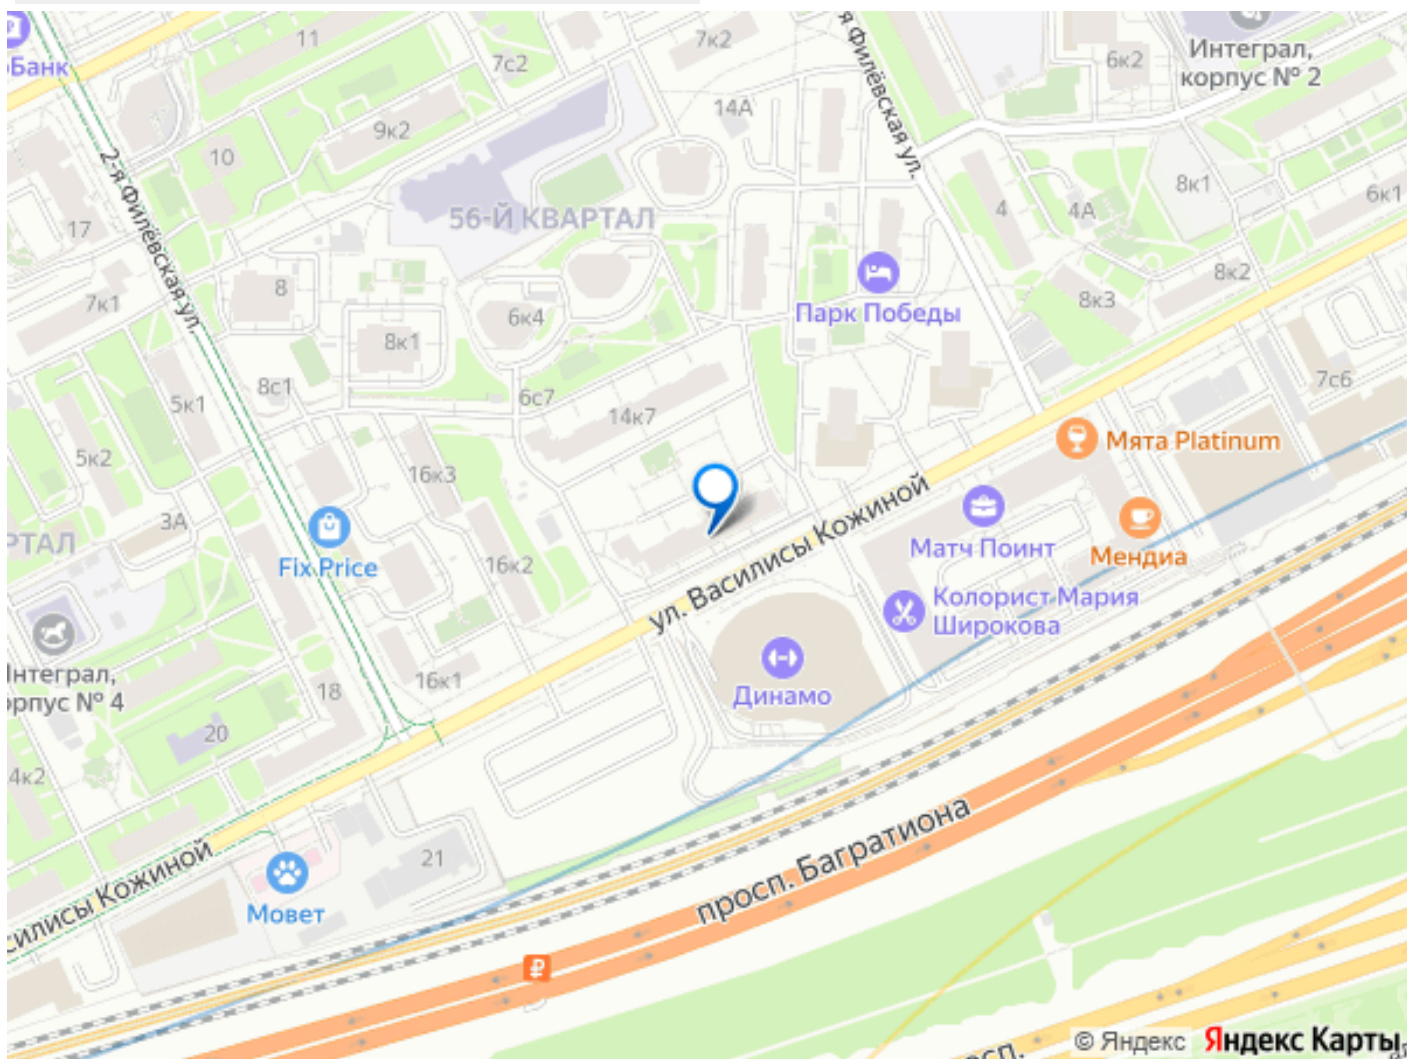 11
7к2
6к2
Интеграл,
корпус № 2
Банк
7с2
я Филёвская ул.
14А
9к2
10
2-я Филёвская ул.
8к1
6к1
4
4А
17
56-Й КВАРТАЛ
8
7к1
6к4
8к2
8к3
Парк Победы
8к1
8с1
5к1
6с7
14к7
7с6
Мята Platinum
5к2
16к3
3А
РТАЛ
Fix Price
16к2
ул. Василисы Кожиной
Матч Поинт
Мендиа
Колорист Мария
Широкова
Динамо
Интеграл,
орпус № 4
18
16к1
20
4к2
21
просп. Багратиона
Мовет
силисы Кожиной
₽
осп.
© Яндекс
Яндекс Карты